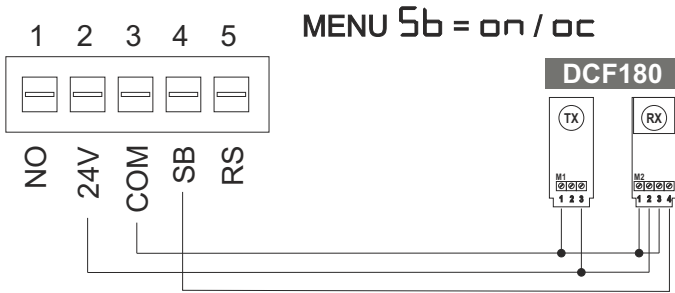 MENU Sb = on / oc
1 2 3 4 5
NO 24V COM SB RS
DCF180
TX RX
M1 M2
1 2 3 1 2 3 4